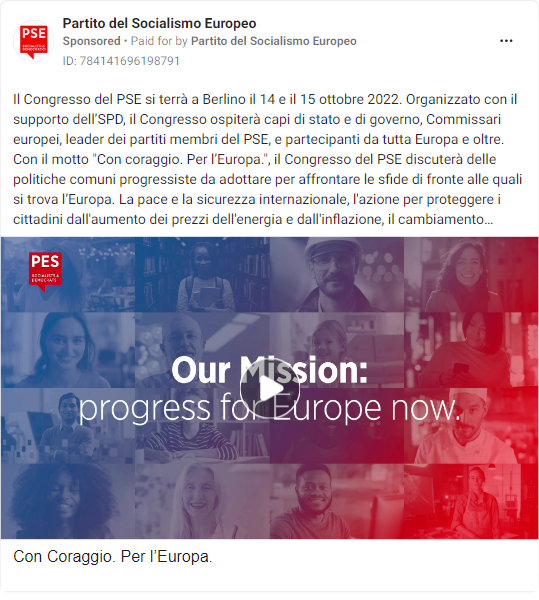 PSE
SOCIALISTI &
DEMOCRATICI
Partito del Socialismo Europeo
Sponsored • Paid for by Partito del Socialismo Europeo
ID: 784141696198791
Il Congresso del PSE si terrà a Berlino il 14 e il 15 ottobre 2022. Organizzato con il
supporto dell’SPD, il Congresso ospiterà capi di stato e di governo, Commissari
europei, leader dei partiti membri del PSE, e partecipanti da tutta Europa e oltre.
Con il motto "Con coraggio. Per l’Europa.", il Congresso del PSE discuterà delle
politiche comuni progressiste da adottare per affrontare le sfide di fronte alle quali
si trova l’Europa. La pace e la sicurezza internazionale, l'azione per proteggere i
cittadini dall'aumento dei prezzi dell'energia e dall'inflazione, il cambiamento...
PES
SOCIALISTS &
DEMOCRATS
Our Mission:
progress for Europe now.
Con Coraggio. Per l’Europa.